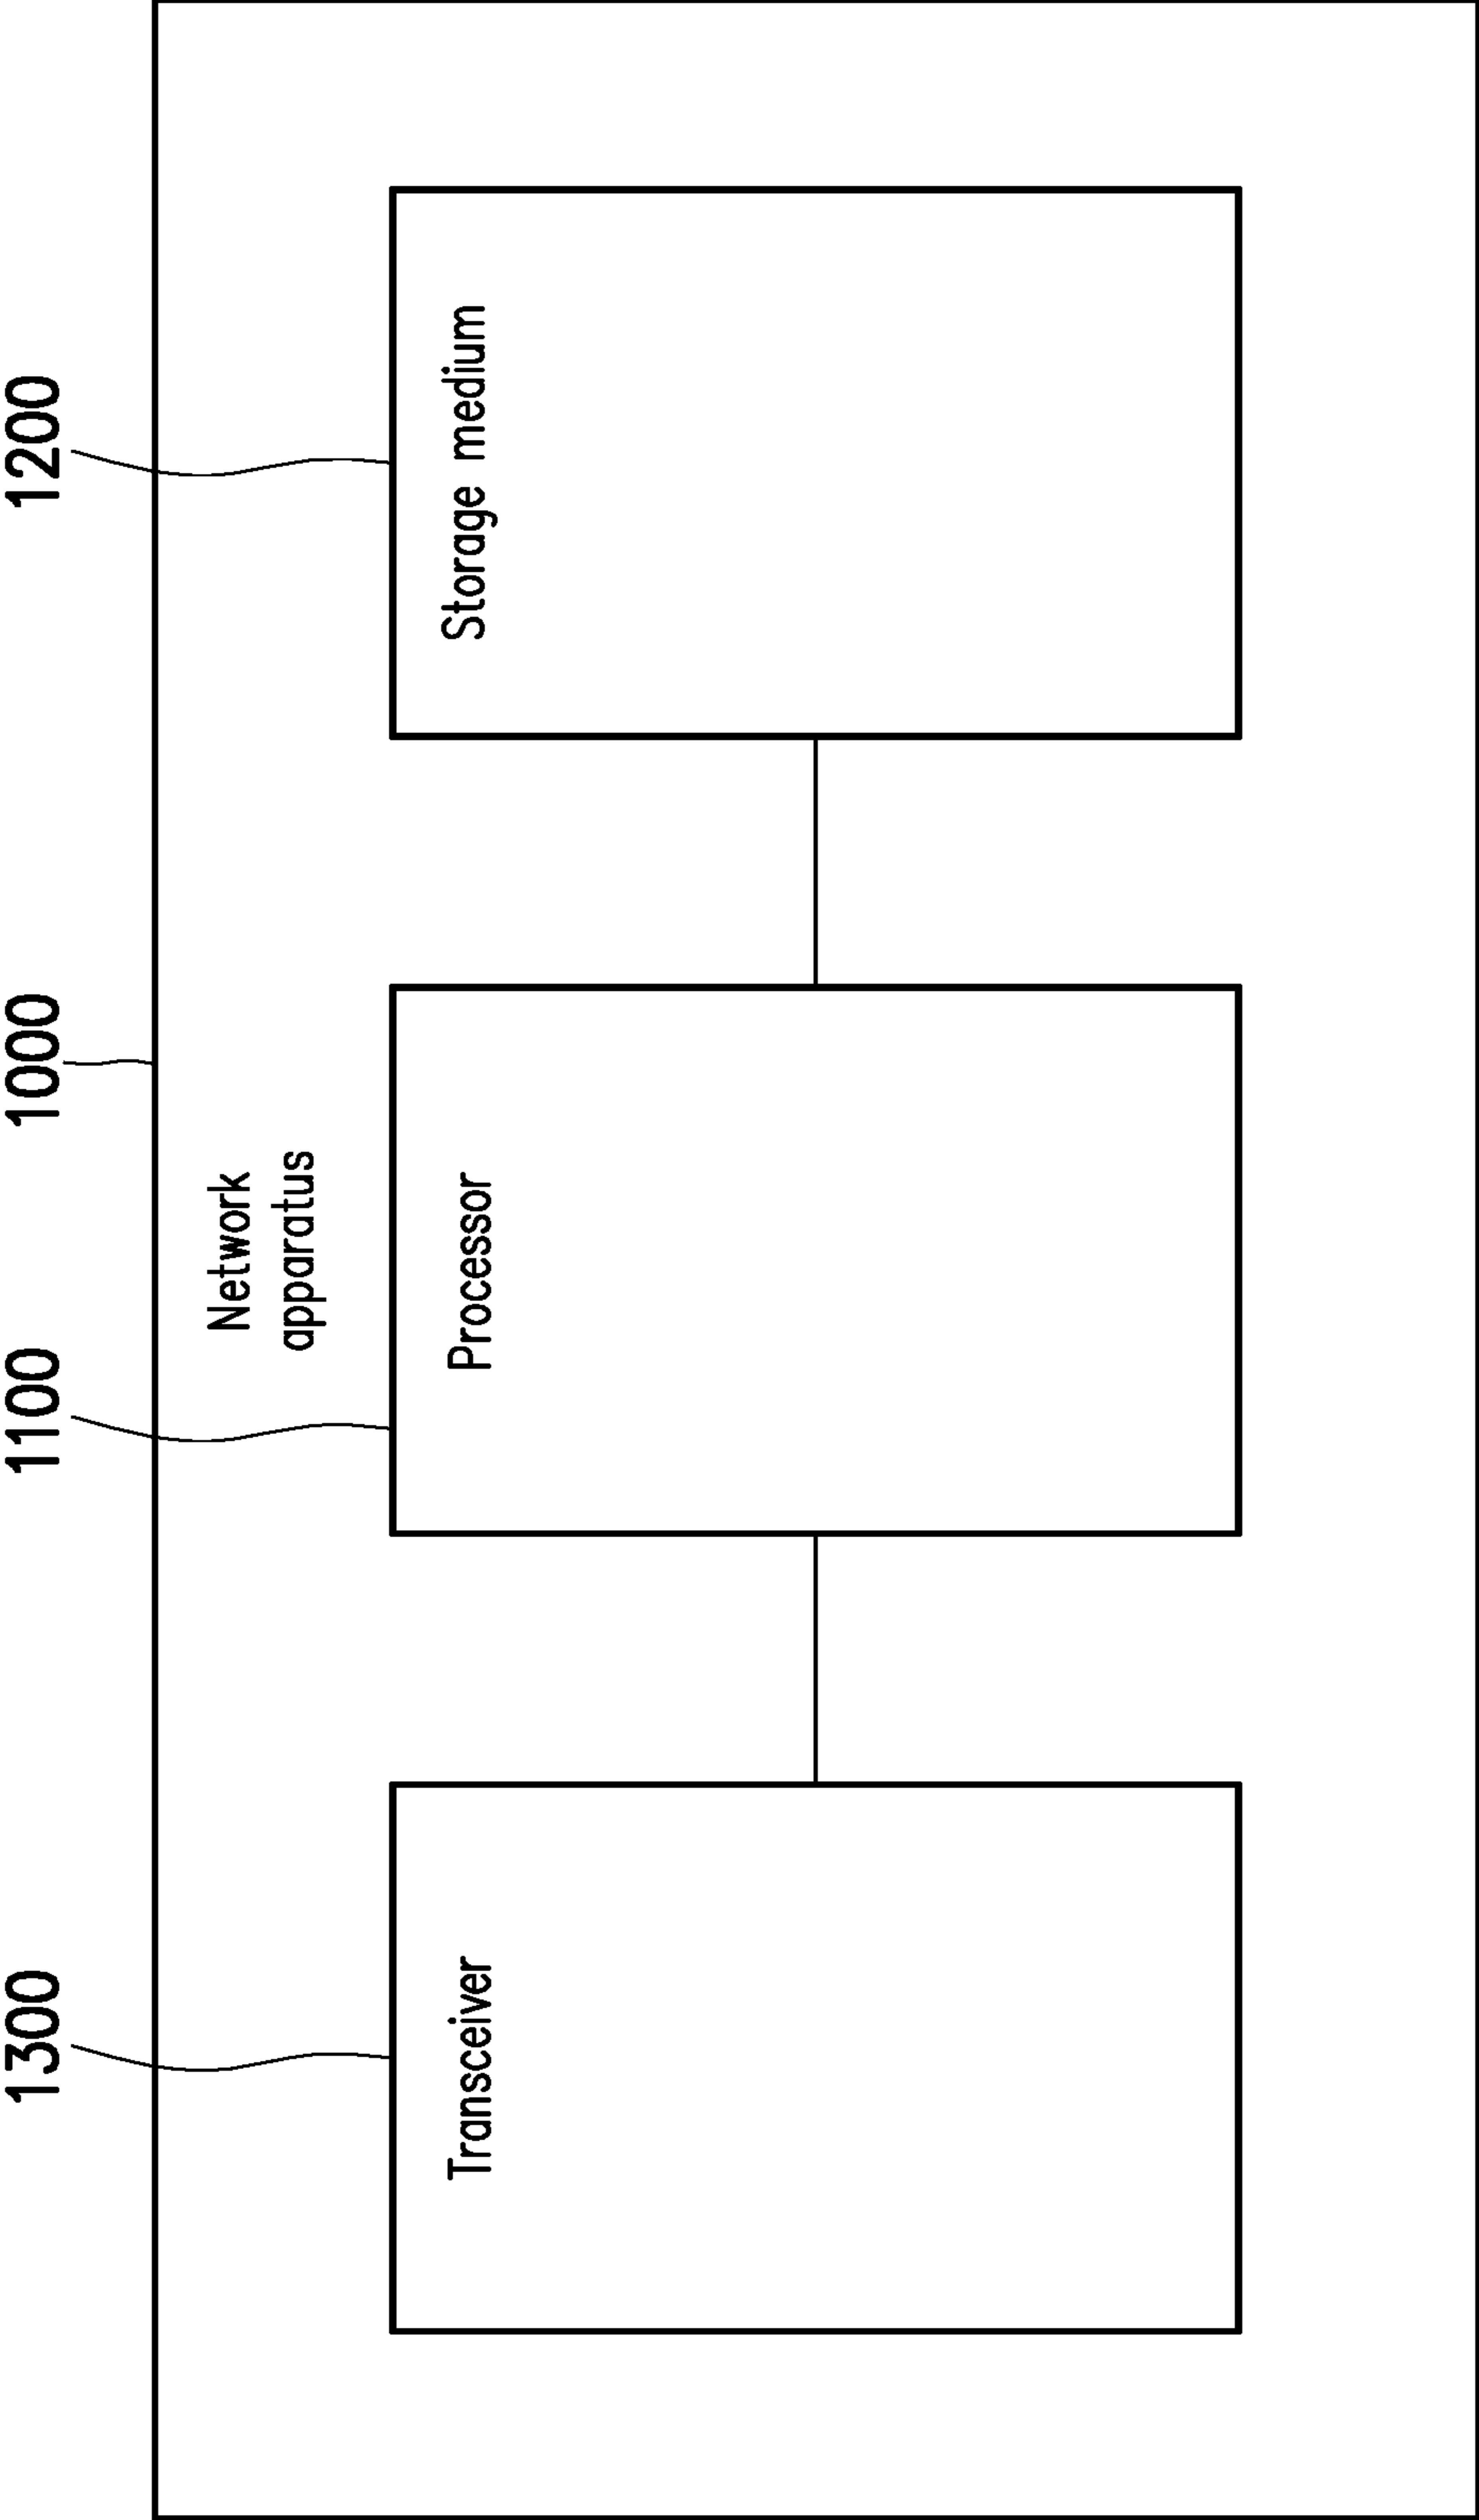 1300
1100
1000
1200
Network
apparatus
Transceiver
Processor
Storage medium